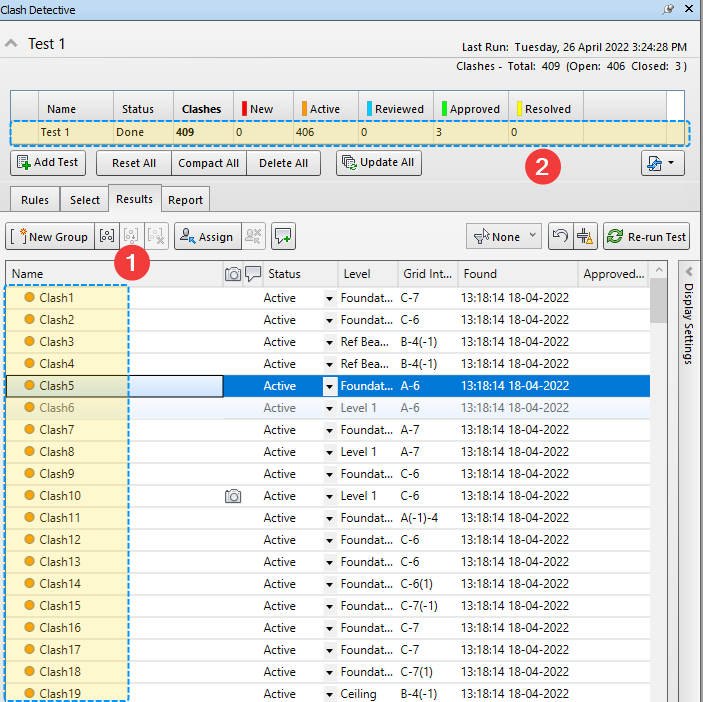 Clash Detective
Test 1
Last Run: Tuesday, 26 April 2022 3:24:28 PM
Clashes - Total: 409 (Open: 406 Closed: 3 )
Name Status Clashes New Active Reviewed Approved Resolved
Test 1 Done 409 0 406 0 3 0
Add Test Reset All Compact All Delete All Update All
2
Rules Select Results Report
New Group Assign None Re-run Test
1
Name Status Level Grid Int... Found Approved...
Clash1 Active Foundat... C-7 13:18:14 18-04-2022
Clash2 Active Foundat... C-6 13:18:14 18-04-2022
Clash3 Active Ref Bea... B-4(-1) 13:18:14 18-04-2022
Clash4 Active Ref Bea... B-4(-1) 13:18:14 18-04-2022
Clash5 Active Foundat... A-6 13:18:14 18-04-2022
Clash6 Active Level 1 A-6 13:18:14 18-04-2022
Clash7 Active Foundat... A-7 13:18:14 18-04-2022
Clash8 Active Level 1 A-7 13:18:14 18-04-2022
Clash9 Active Foundat... C-6 13:18:14 18-04-2022
Clash10 Active Level 1 C-6 13:18:14 18-04-2022
Clash11 Active Foundat... A(-1)-4 13:18:14 18-04-2022
Clash12 Active Foundat... C-6 13:18:14 18-04-2022
Clash13 Active Foundat... C-6 13:18:14 18-04-2022
Clash14 Active Foundat... C-6(1) 13:18:14 18-04-2022
Clash15 Active Foundat... C-7(-1) 13:18:14 18-04-2022
Clash16 Active Foundat... C-7 13:18:14 18-04-2022
Clash17 Active Foundat... C-7 13:18:14 18-04-2022
Clash18 Active Foundat... C-7(1) 13:18:14 18-04-2022
Clash19 Active Ceiling B-4(-1) 13:18:14 18-04-2022
Display Settings